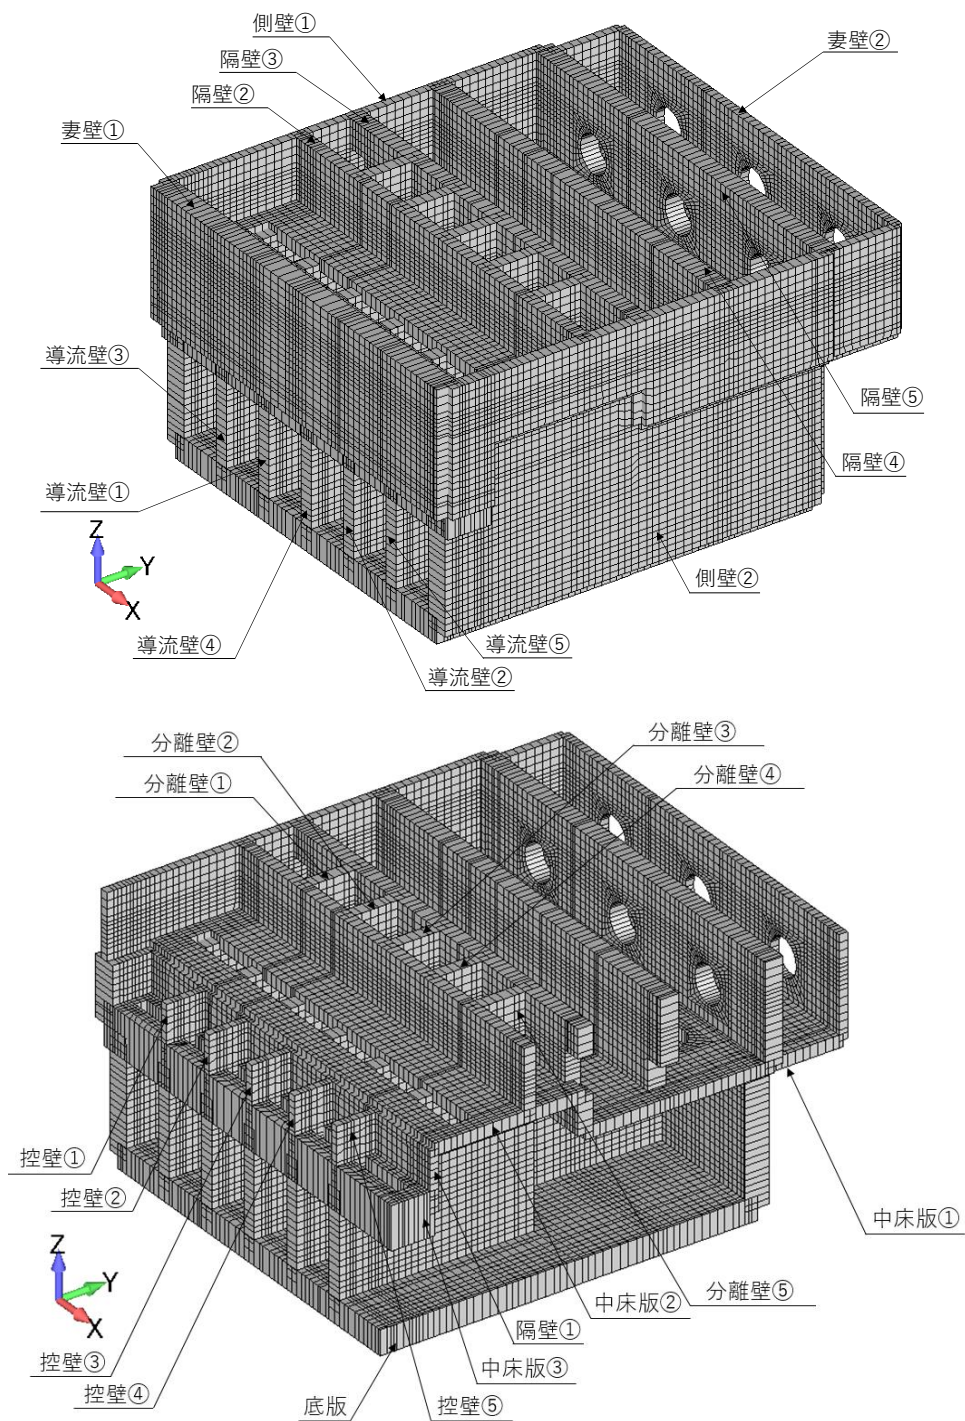 側壁①
隔壁③
妻壁②
隔壁②
妻壁①
導流壁③
隔壁⑤
隔壁④
導流壁①
Z
Y
X
側壁②
導流壁④
導流壁⑤
導流壁②
分離壁③
分離壁②
分離壁④
分離壁①
控壁①
控壁②
中床版①
Z
Y
X
分離壁⑤
中床版②
隔壁①
控壁③
中床版③
控壁④
底版
控壁⑤